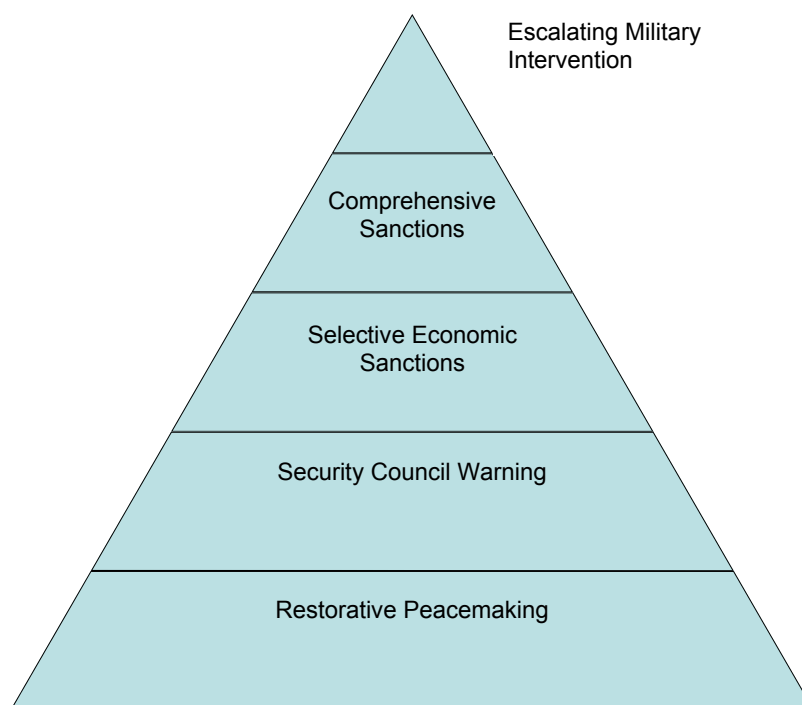 Escalating Military
Intervention
Comprehensive
Sanctions
Selective Economic
Sanctions
Security Council Warning
Restorative Peacemaking